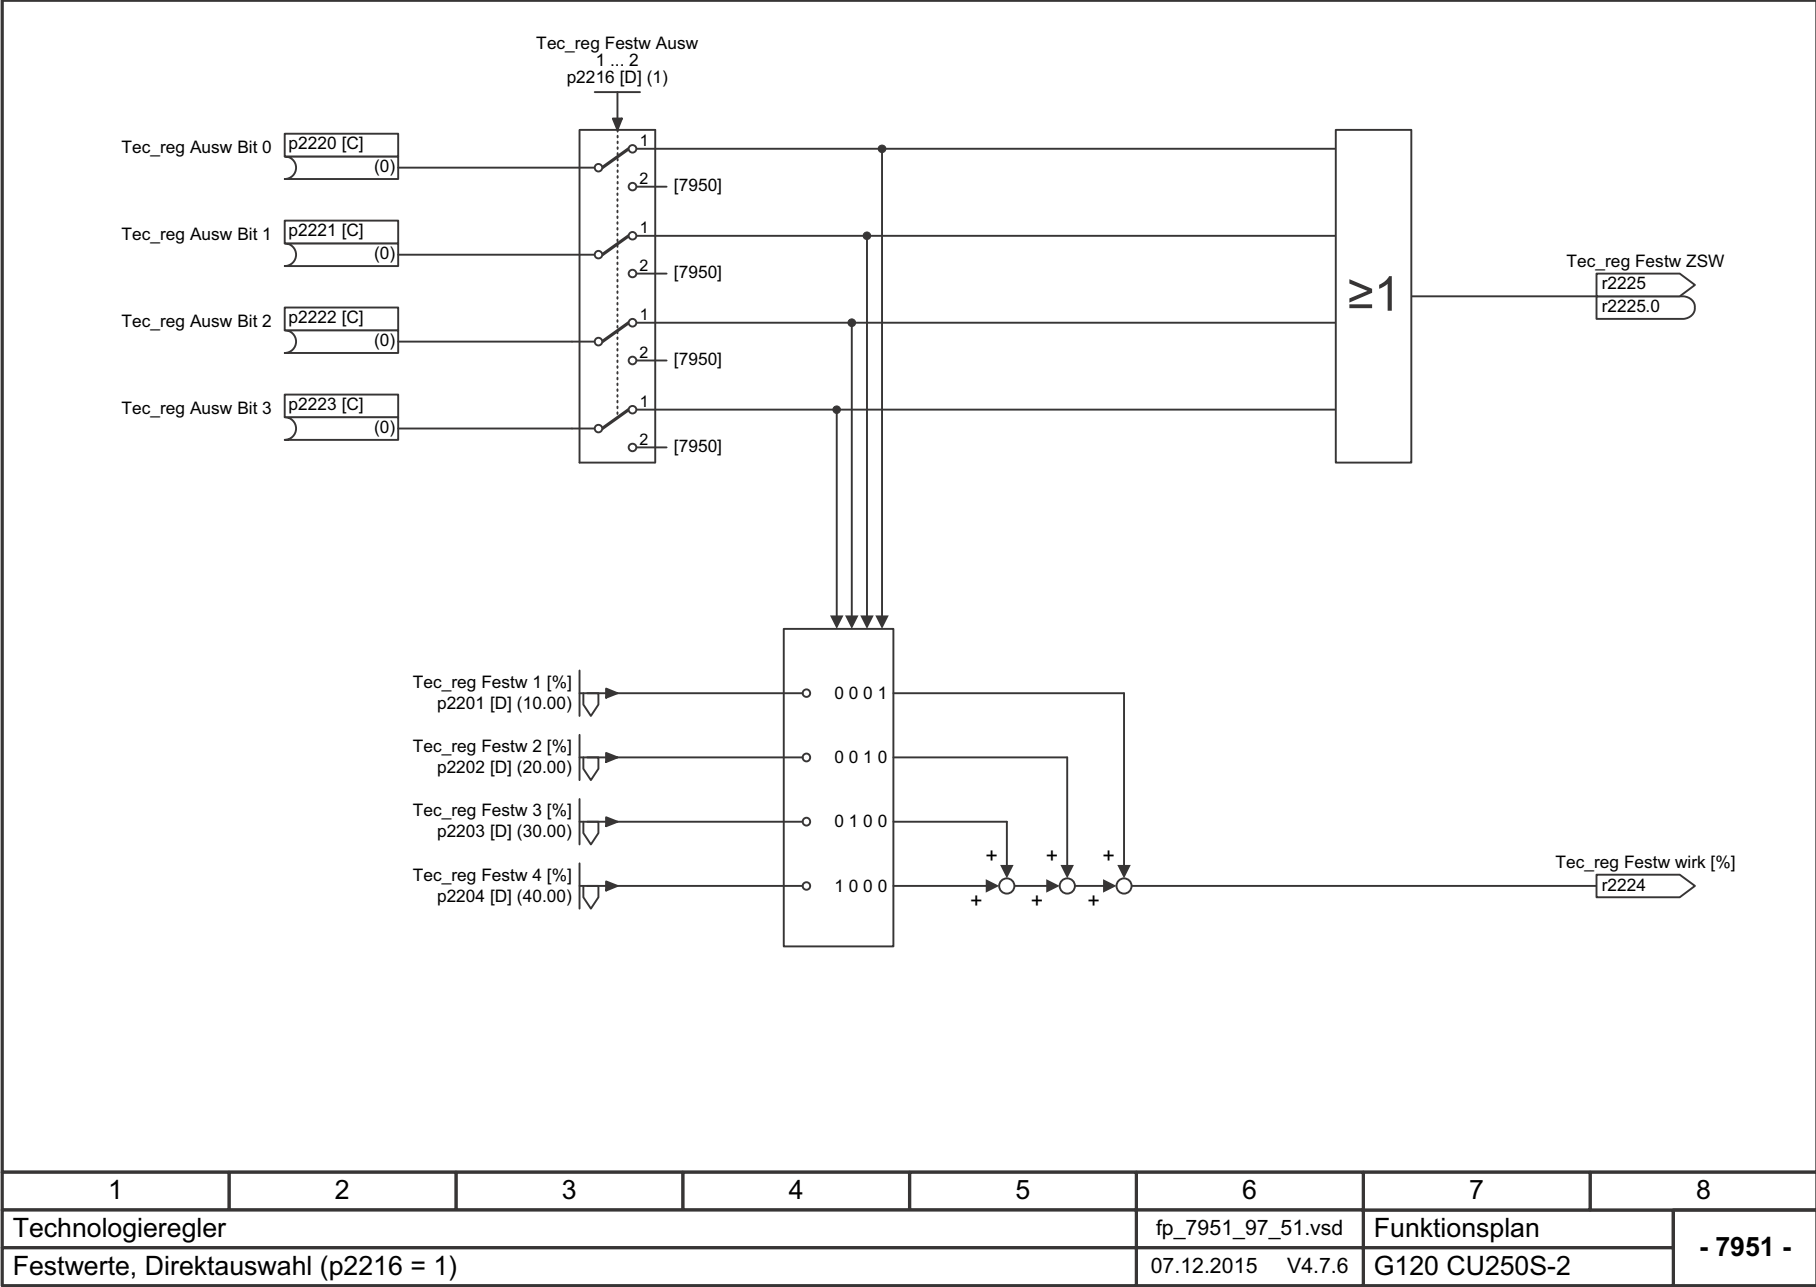 Tec_reg Festw Ausw
1 ... 2
p2216 [D] (1)
Tec_reg Ausw Bit 0
p2220 [C]
(0)
1
2
[7950]
Tec_reg Ausw Bit 1
p2221 [C]
(0)
1
2
[7950]
Tec_reg Ausw Bit 2
p2222 [C]
(0)
1
2
[7950]
Tec_reg Ausw Bit 3
p2223 [C]
(0)
1
2
[7950]
≥1
Tec_reg Festw ZSW
r2225
r2225.0
Tec_reg Festw 1 [%]
p2201 [D] (10.00)
0 0 0 1
Tec_reg Festw 2 [%]
p2202 [D] (20.00)
0 0 1 0
Tec_reg Festw 3 [%]
p2203 [D] (30.00)
0 1 0 0
Tec_reg Festw 4 [%]
p2204 [D] (40.00)
1 0 0 0
+ + +
+ + +
Tec_reg Festw wirk [%]
r2224
1 2 3 4 5 6 7 8
Technologieregler
fp_7951_97_51.vsd
Funktionsplan
- 7951 -
Festwerte, Direktauswahl (p2216 = 1)
07.12.2015 V4.7.6
G120 CU250S-2